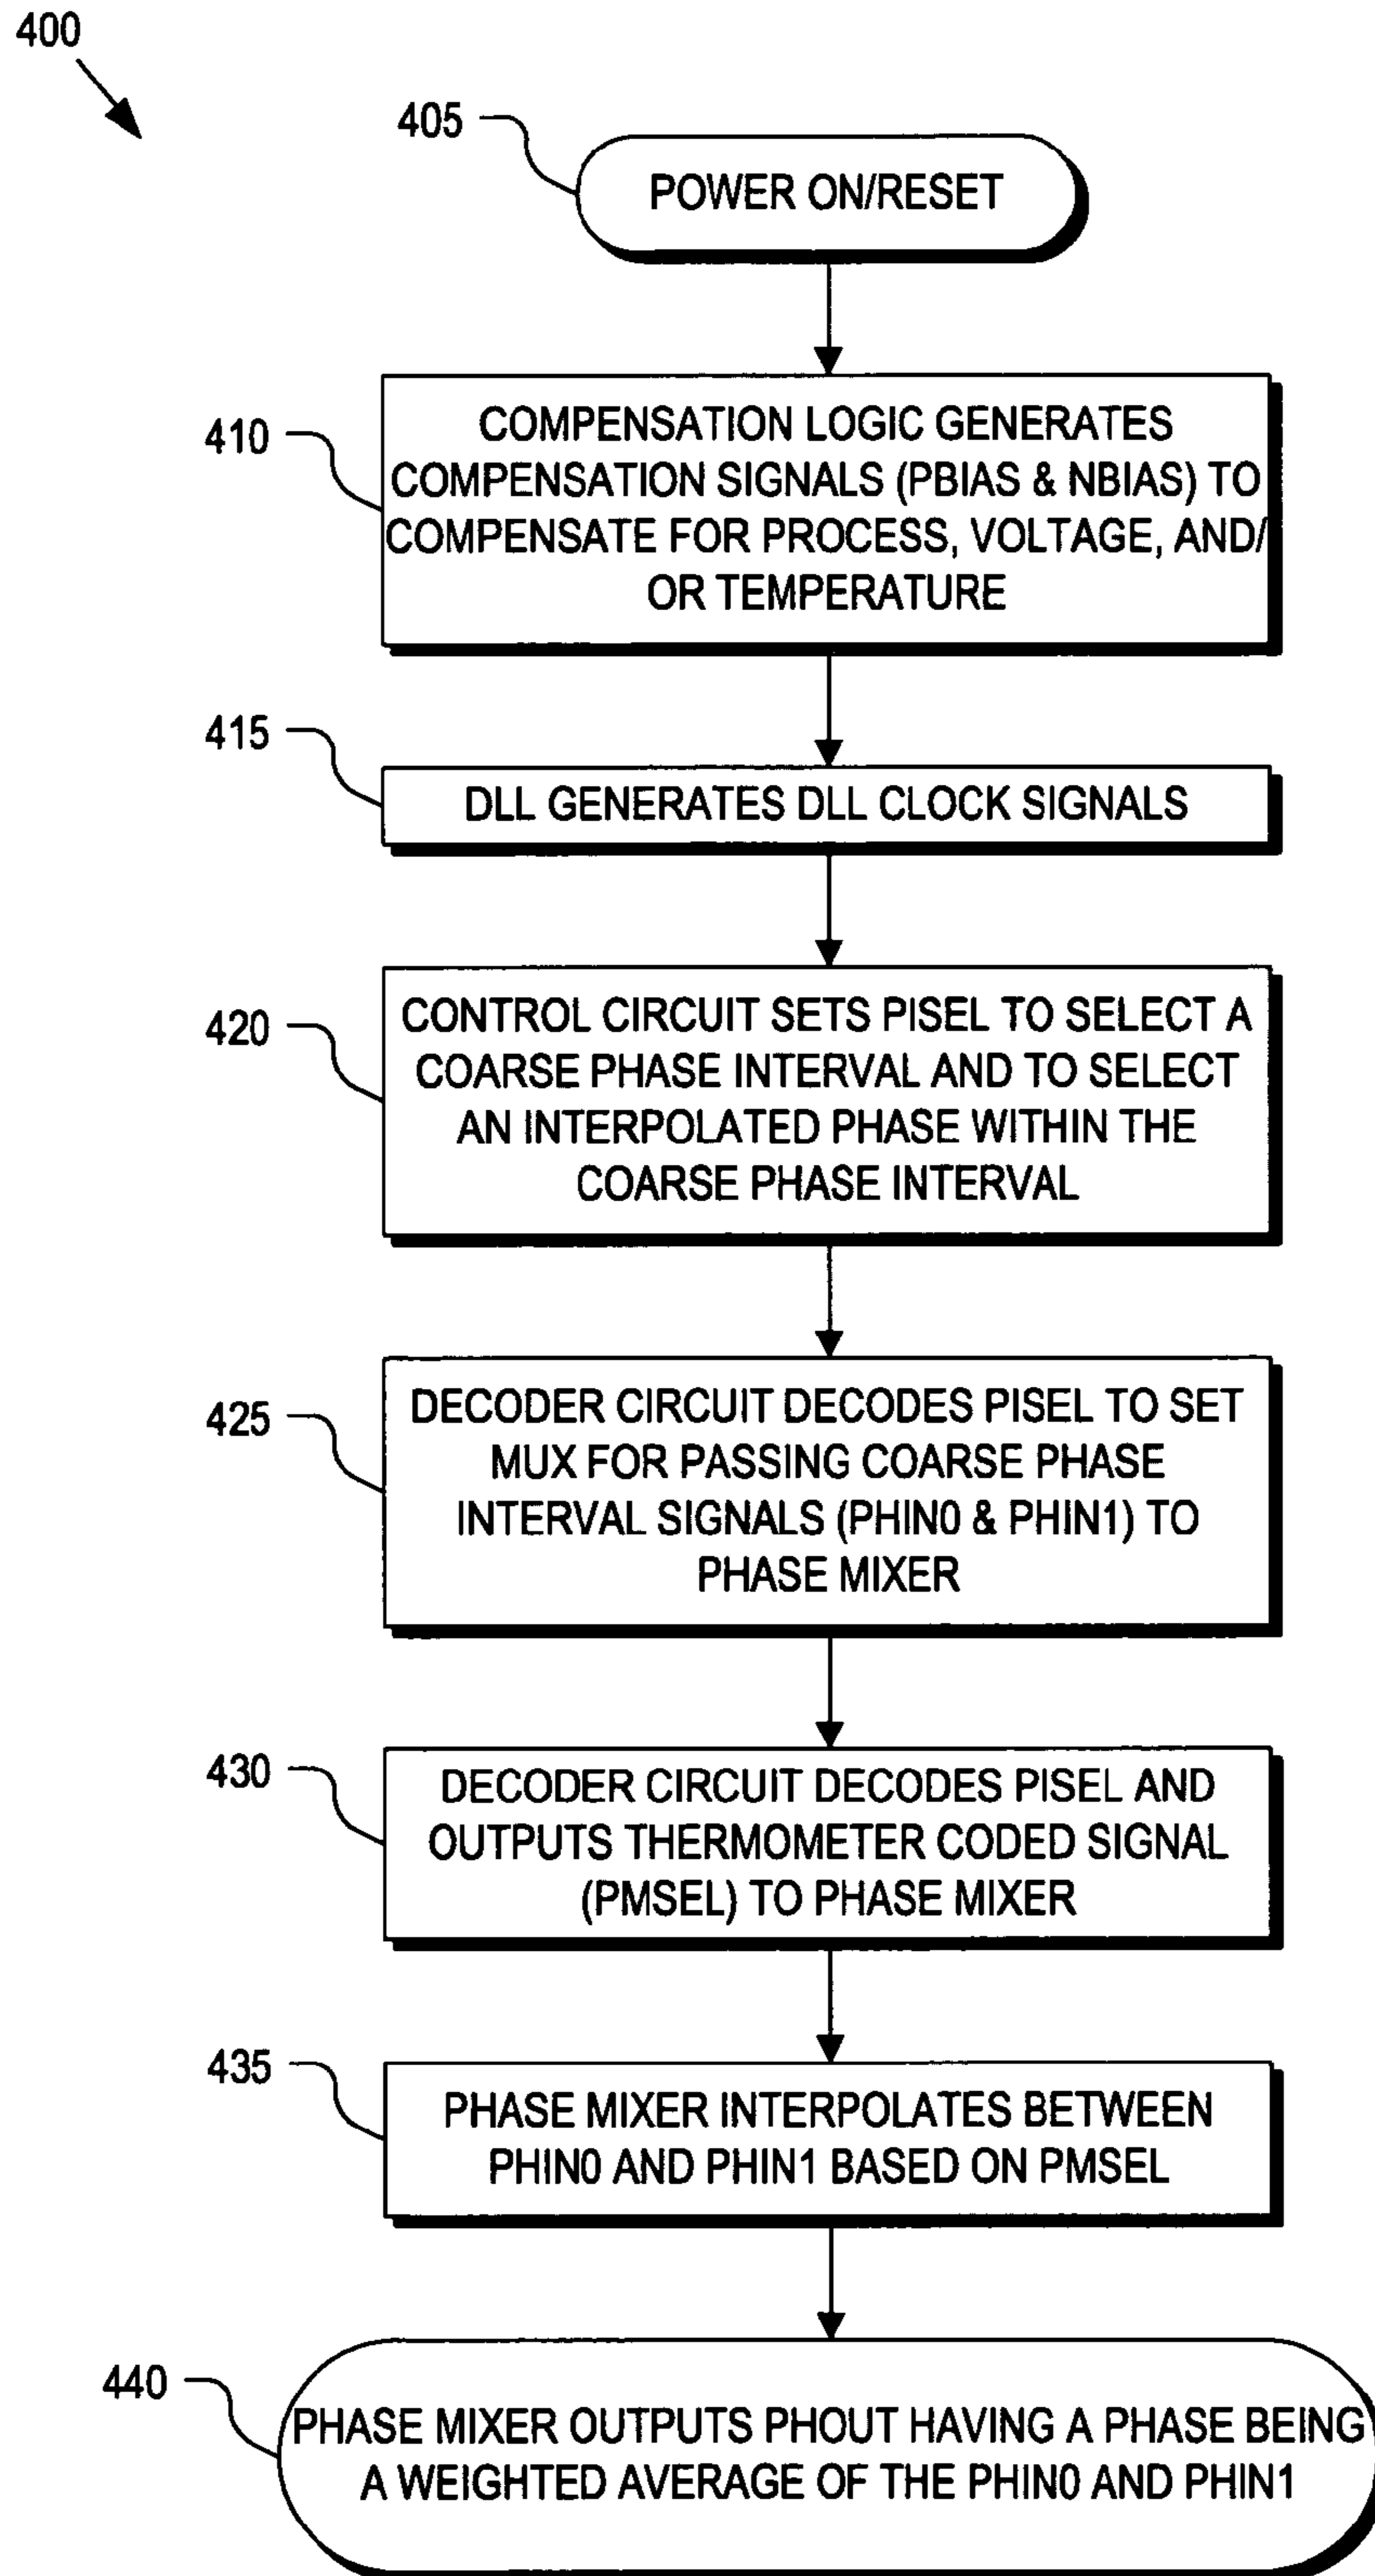 400
405
POWER ON/RESET
410
COMPENSATION LOGIC GENERATES
COMPENSATION SIGNALS (PBIAS & NBIAS) TO
COMPENSATE FOR PROCESS, VOLTAGE, AND/
OR TEMPERATURE
415
DLL GENERATES DLL CLOCK SIGNALS
420
CONTROL CIRCUIT SETS PISEL TO SELECT A
COARSE PHASE INTERVAL AND TO SELECT
AN INTERPOLATED PHASE WITHIN THE
COARSE PHASE INTERVAL
425
DECODER CIRCUIT DECODES PISEL TO SET
MUX FOR PASSING COARSE PHASE
INTERVAL SIGNALS (PHIN0 & PHIN1) TO
PHASE MIXER
430
DECODER CIRCUIT DECODES PISEL AND
OUTPUTS THERMOMETER CODED SIGNAL
(PMSEL) TO PHASE MIXER
435
PHASE MIXER INTERPOLATES BETWEEN
PHIN0 AND PHIN1 BASED ON PMSEL
440
PHASE MIXER OUTPUTS PHOUT HAVING A PHASE BEING
A WEIGHTED AVERAGE OF THE PHIN0 AND PHIN1